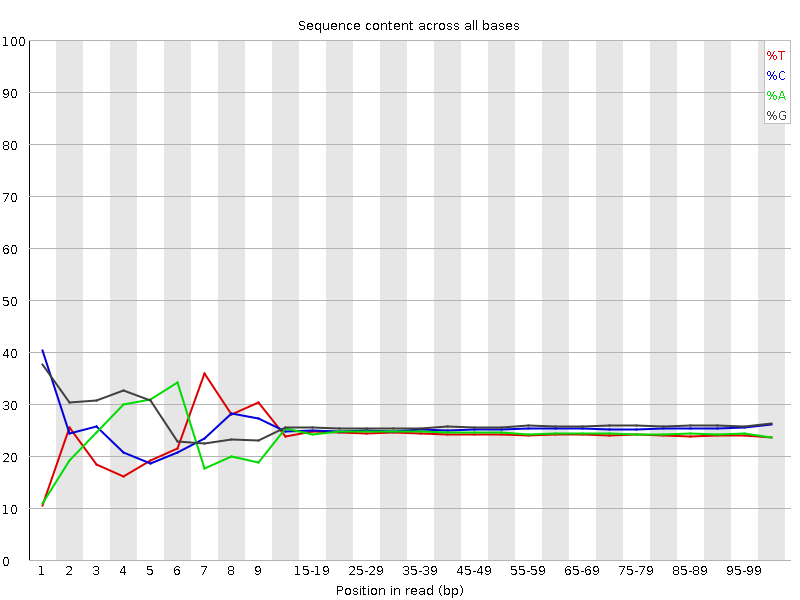 Sequence content across all bases
100
90
80
70
60
50
40
30
20
10
0
%T
%C
%A
%G
1 2 3 4 5 6 7 8 9 15-19 25-29 35-39 45-49 55-59 65-69 75-79 85-89 95-99
Position in read (bp)